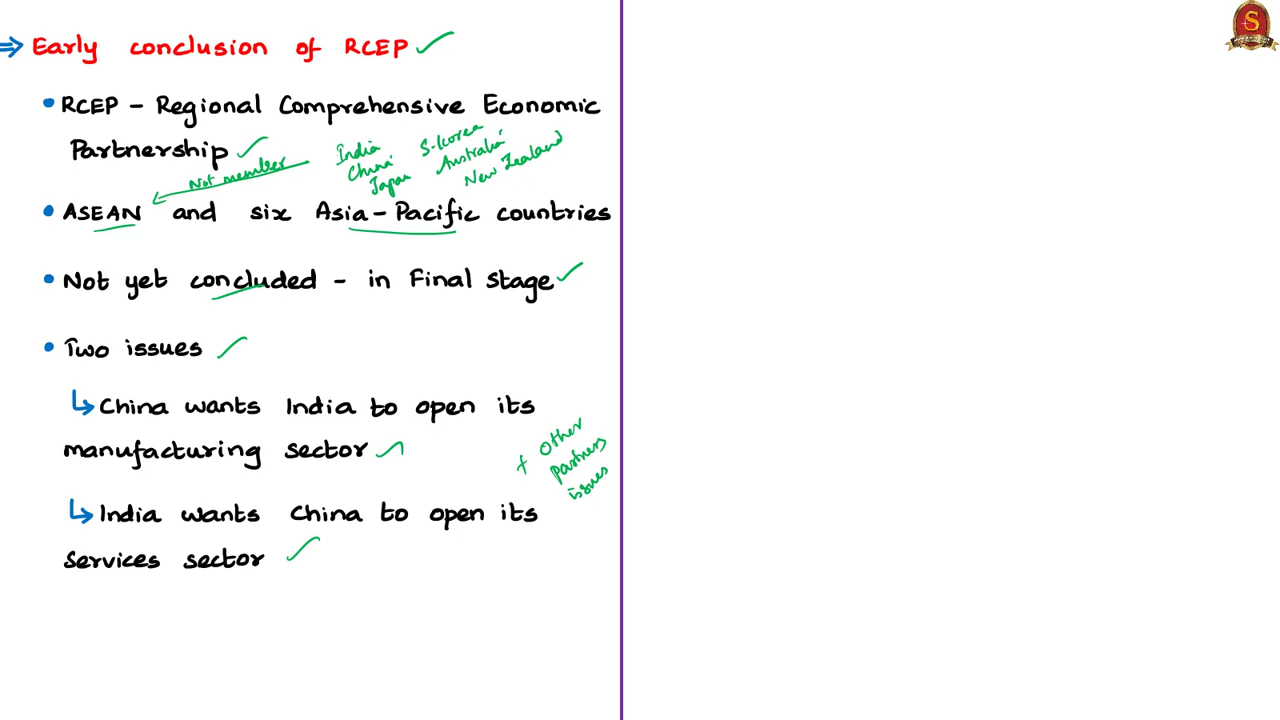 ⇒ Early conclusion of RCEP ✓
• RCEP – Regional Comprehensive Economic
Partnership ✓
Not member
India
China
Japan
S. Korea
Australia
New Zealand
• ASEAN and six Asia-Pacific countries
• Not yet concluded - in Final stage ✓
• Two issues ✓
↳ China wants India to open its
manufacturing sector ✓
+ Other
partners
issues
↳ India wants China to open its
Services sector ✓
S